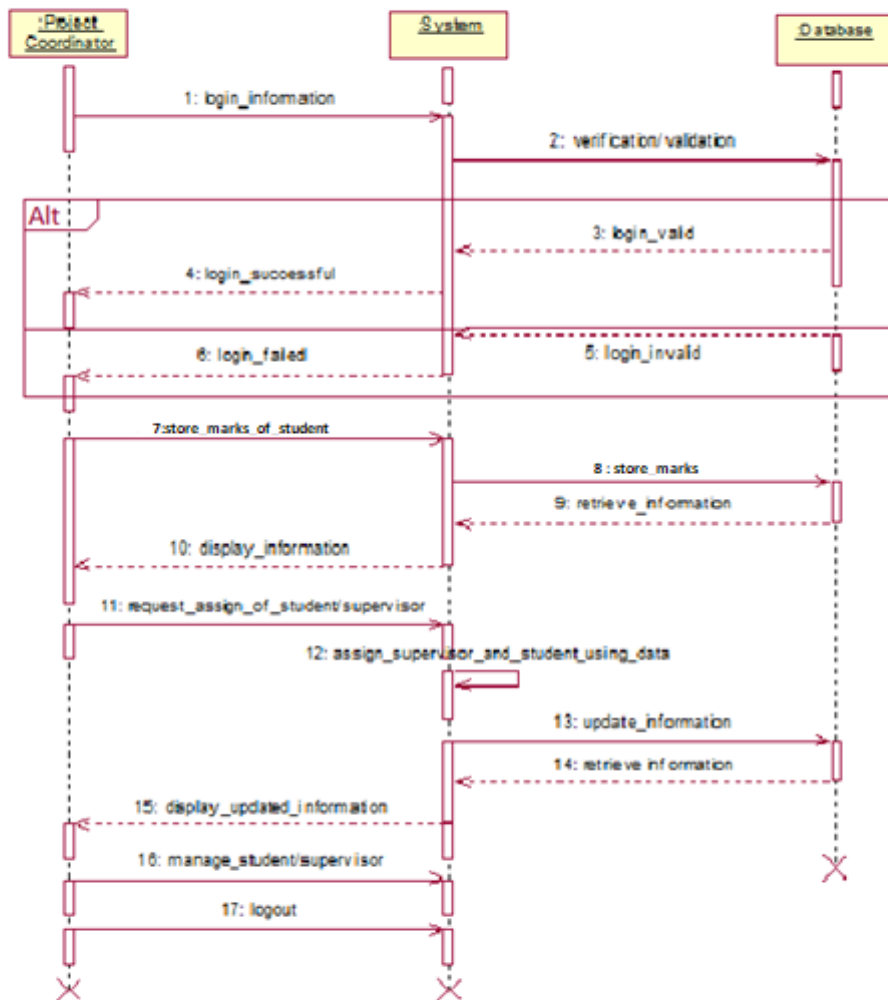 :Project
Coordinator
:System
:Database
1: login_information
2: verification/validation
Alt
3: login_valid
4: login_successful
5: login_invalid
6: login_failed
7:store_marks_of_student
8 : store_marks
9: retrieve_information
10: display_information
11: request_assign_of_student/supervisor
12: assign_supervisor_and_student_using_data
13: update_information
14: retrieve information
15: display_updated_information
16: manage_student/supervisor
17: logout